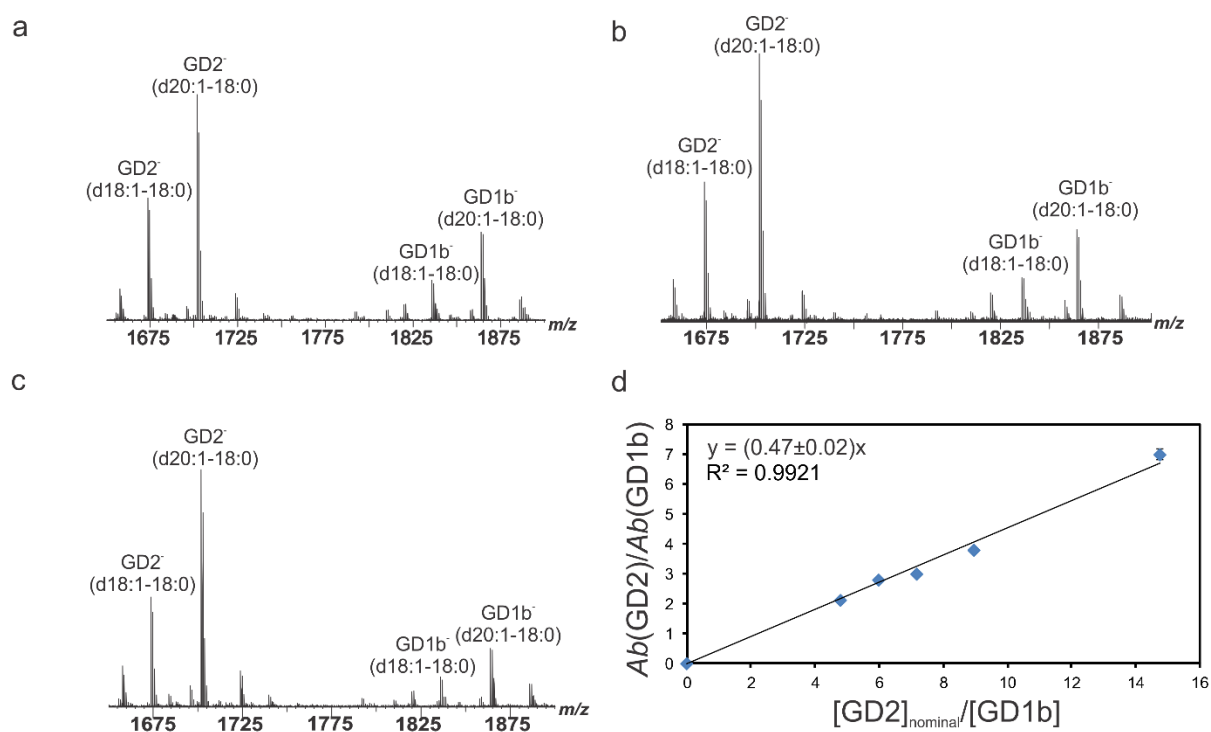 a
GD2⁻
(d20:1-18:0)
GD2⁻
(d18:1-18:0)
GD1b⁻
(d20:1-18:0)
GD1b⁻
(d18:1-18:0)
1675 1725 1775 1825 1875 m/z
b
GD2⁻
(d20:1-18:0)
GD2⁻
(d18:1-18:0)
GD1b⁻
(d20:1-18:0)
GD1b⁻
(d18:1-18:0)
1675 1725 1775 1825 1875 m/z
c
GD2⁻
(d20:1-18:0)
GD2⁻
(d18:1-18:0)
GD1b⁻
(d20:1-18:0)
GD1b⁻
(d18:1-18:0)
1675 1725 1775 1825 1875 m/z
d
Ab(GD2)/Ab(GD1b)
8
7
6
5
4
3
2
1
0
y = (0.47±0.02)x
R² = 0.9921
0 2 4 6 8 10 12 14 16
[GD2]nominal/[GD1b]